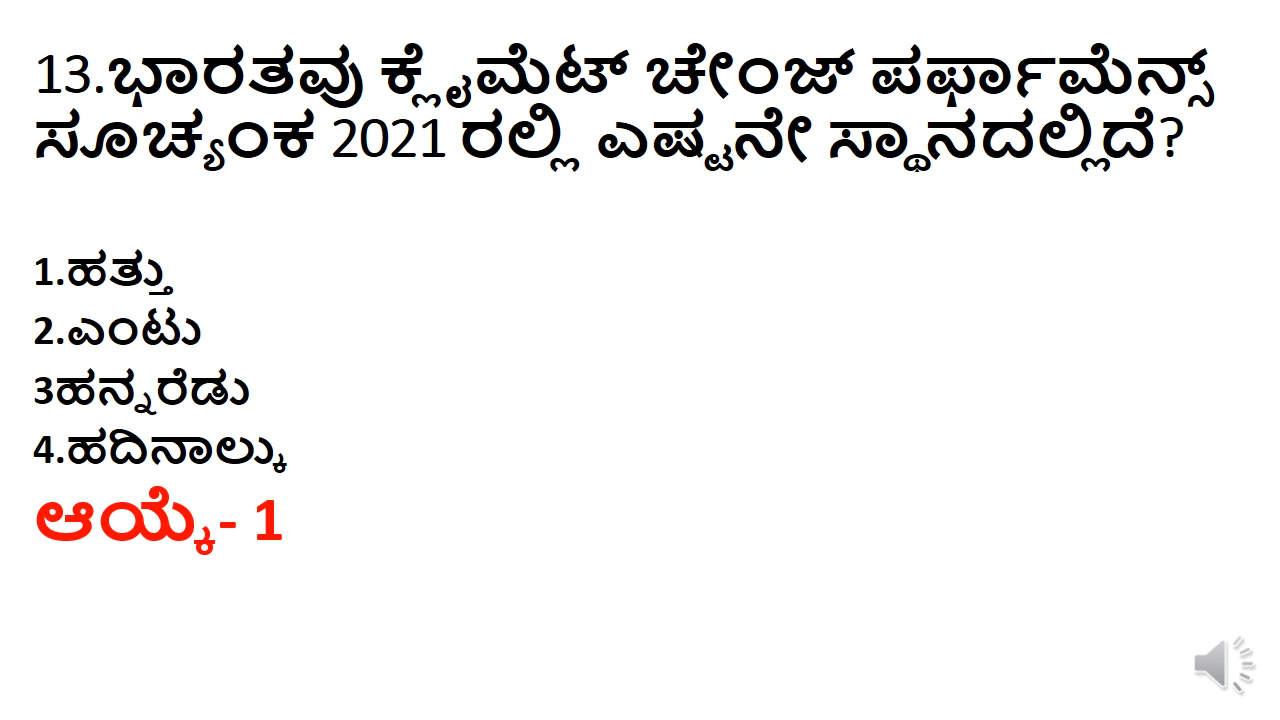 13.ಭಾರತವು ಕ್ಲೈಮೆಟ್ ಚೇಂಜ್ ಪರ್ಫಾಮೆನ್ಸ್
ಸೂಚ್ಯಂಕ 2021 ರಲ್ಲಿ ಎಷ್ಟನೇ ಸ್ಥಾನದಲ್ಲಿದೆ?
1.ಹತ್ತು
2.ಎಂಟು
3ಹನ್ನರೆಡು
4.ಹದಿನಾಲ್ಕು
ಆಯ್ಕೆ- 1